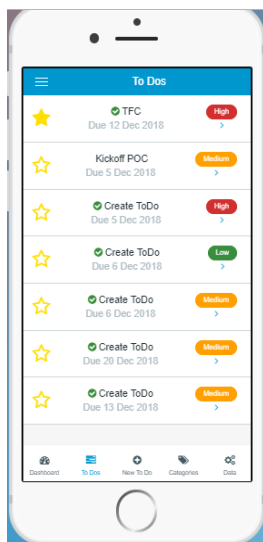 To Dos
TFC
High
Due 12 Dec 2018
Kickoff POC
Medium
Due 5 Dec 2018
Create ToDo
High
Due 5 Dec 2018
Create ToDo
Low
Due 6 Dec 2018
Create ToDo
Medium
Due 6 Dec 2018
Create ToDo
Medium
Due 20 Dec 2018
Create ToDo
Medium
Due 13 Dec 2018
Dashboard To Dos New To Do Categories Data